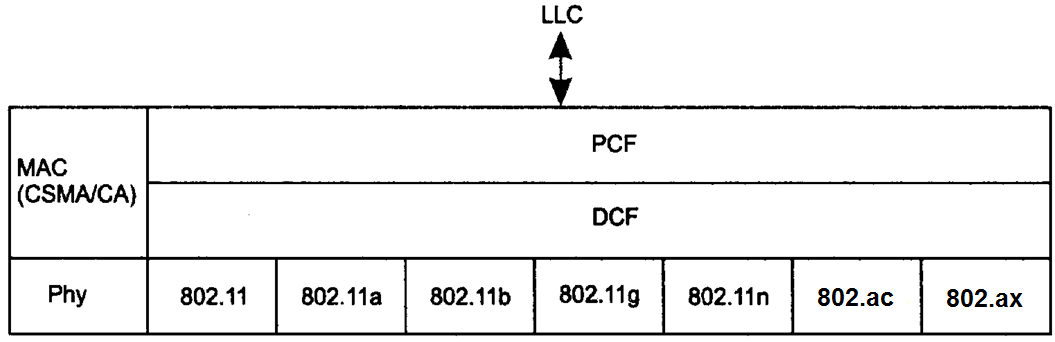 LLC
MAC
(CSMA/CA)
PCF
DCF
Phy 802.11 802.11a 802.11b 802.11g 802.11n 802.ac 802.ax